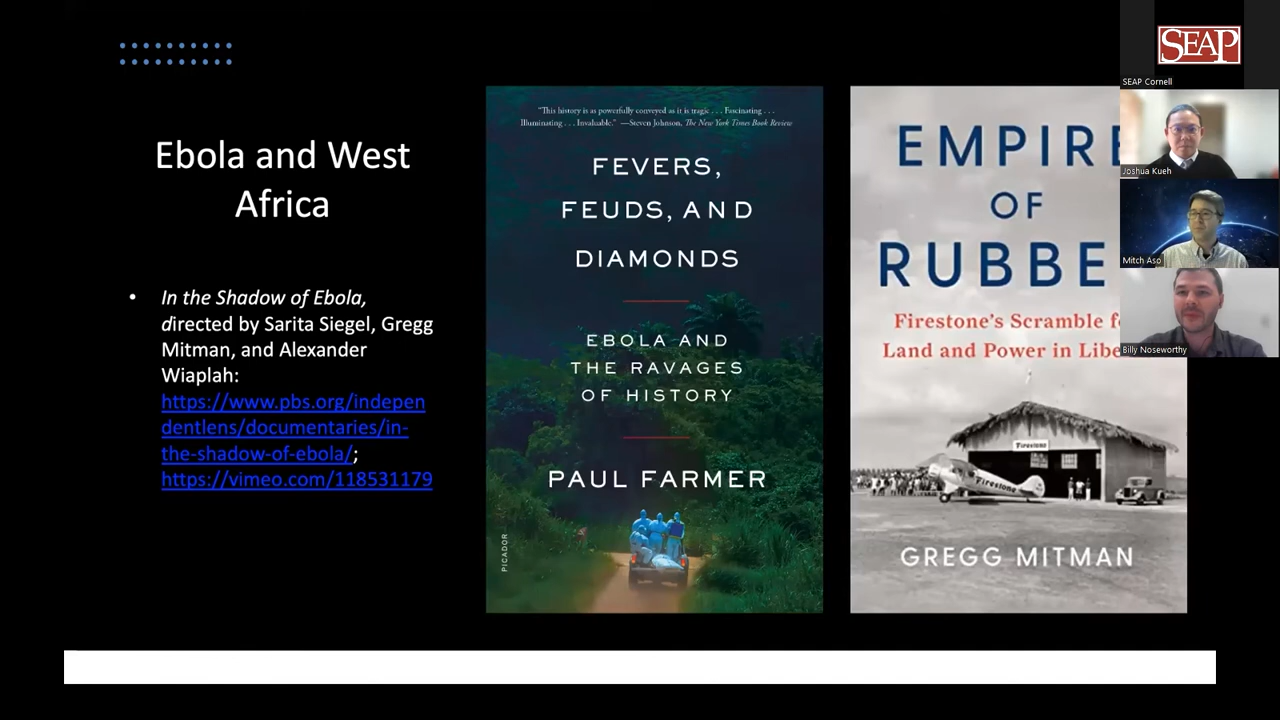 Ebola and West
Africa
• In the Shadow of Ebola,
directed by Sarita Siegel, Gregg
Mitman, and Alexander
Wiaplah:
https://www.pbs.org/indepen
dentlens/documentaries/in-
the-shadow-of-ebola/;
https://vimeo.com/118531179
"This history is as powerfully conveyed as it is tragic . . . Fascinating . . .
Illuminating . . . Invaluable." —Steven Johnson, The New York Times Book Review
FEVERS,
FEUDS, AND
DIAMONDS
EBOLA AND
THE RAVAGES
OF HISTORY
PAUL FARMER
PICADOR
EMPIRE
OF
RUBBE
Firestone's Scramble f
Land and Power in Libe
Firestone
Firestone
GREGG MITMAN
SEAP
SEAP Cornell
Joshua Kueh
Mitch Aso
Billy Noseworthy